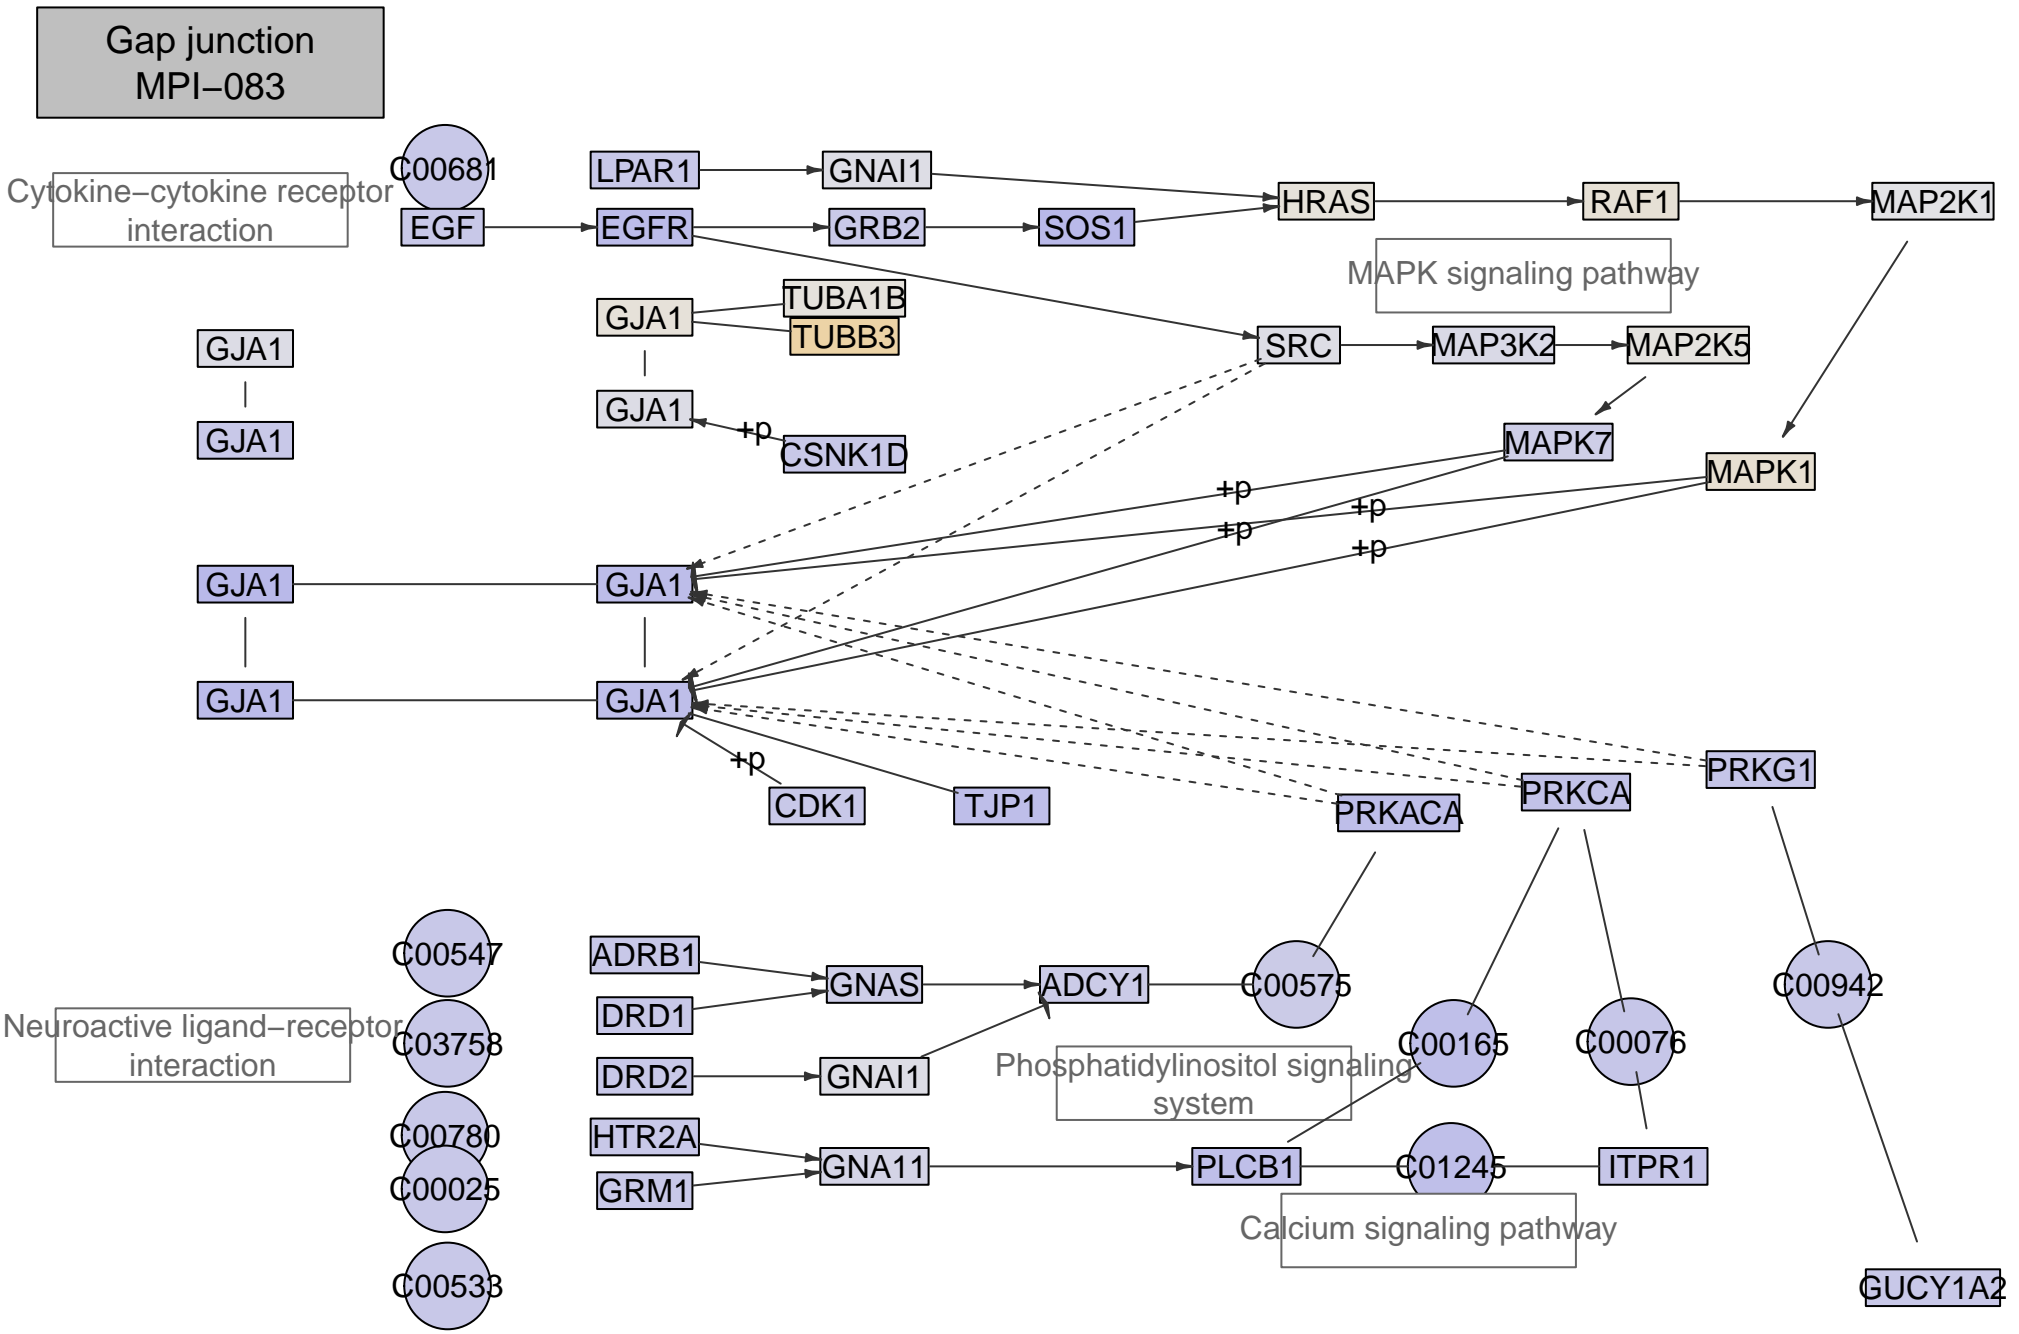 Gap junction
MPI−083
C00681
LPAR1
GNAI1
Cytokine−cytokine receptor
interaction
HRAS
RAF1
MAP2K1
EGF
EGFR
GRB2
SOS1
MAPK signaling pathway
TUBA1B
GJA1
TUBB3
GJA1
SRC
MAP3K2
MAP2K5
GJA1
+p
GJA1
CSNK1D
MAPK7
MAPK1
+p
+p
+p
+p
GJA1
GJA1
GJA1
GJA1
+p
PRKG1
CDK1
TJP1
PRKACA
PRKCA
C00547
ADRB1
GNAS
ADCY1
C00575
C00942
DRD1
Neuroactive ligand−receptor
interaction
C03758
C00165
C00076
DRD2
GNAI1
Phosphatidylinositol signaling
system
C00780
HTR2A
GNA11
PLCB1
C01245
ITPR1
C00025
GRM1
Calcium signaling pathway
C00533
GUCY1A2